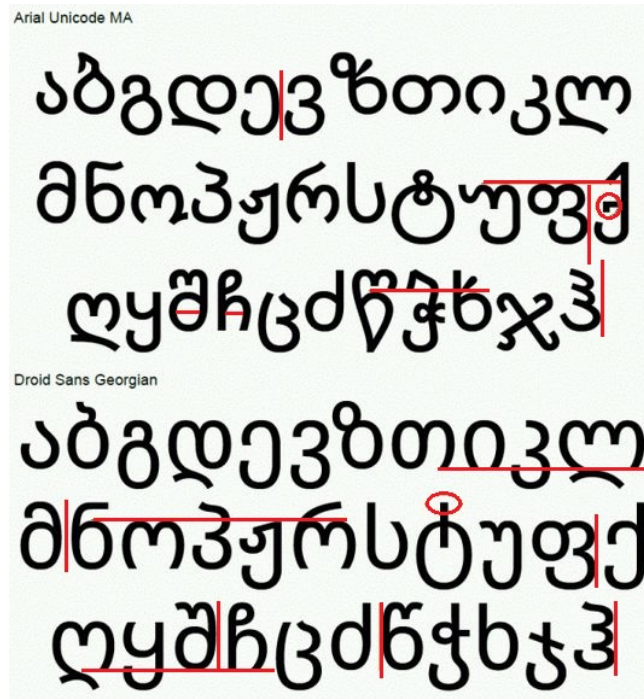 Arial Unicode MA
აბგდევზთიკლ
მნოპჟრსტუფქ
ღყშჩცძწჭხჯჰ
Droid Sans Georgian
აბგდევზთიკლ
მნოპჟრსტუფქ
ღყშჩცძწჭხჯჰ